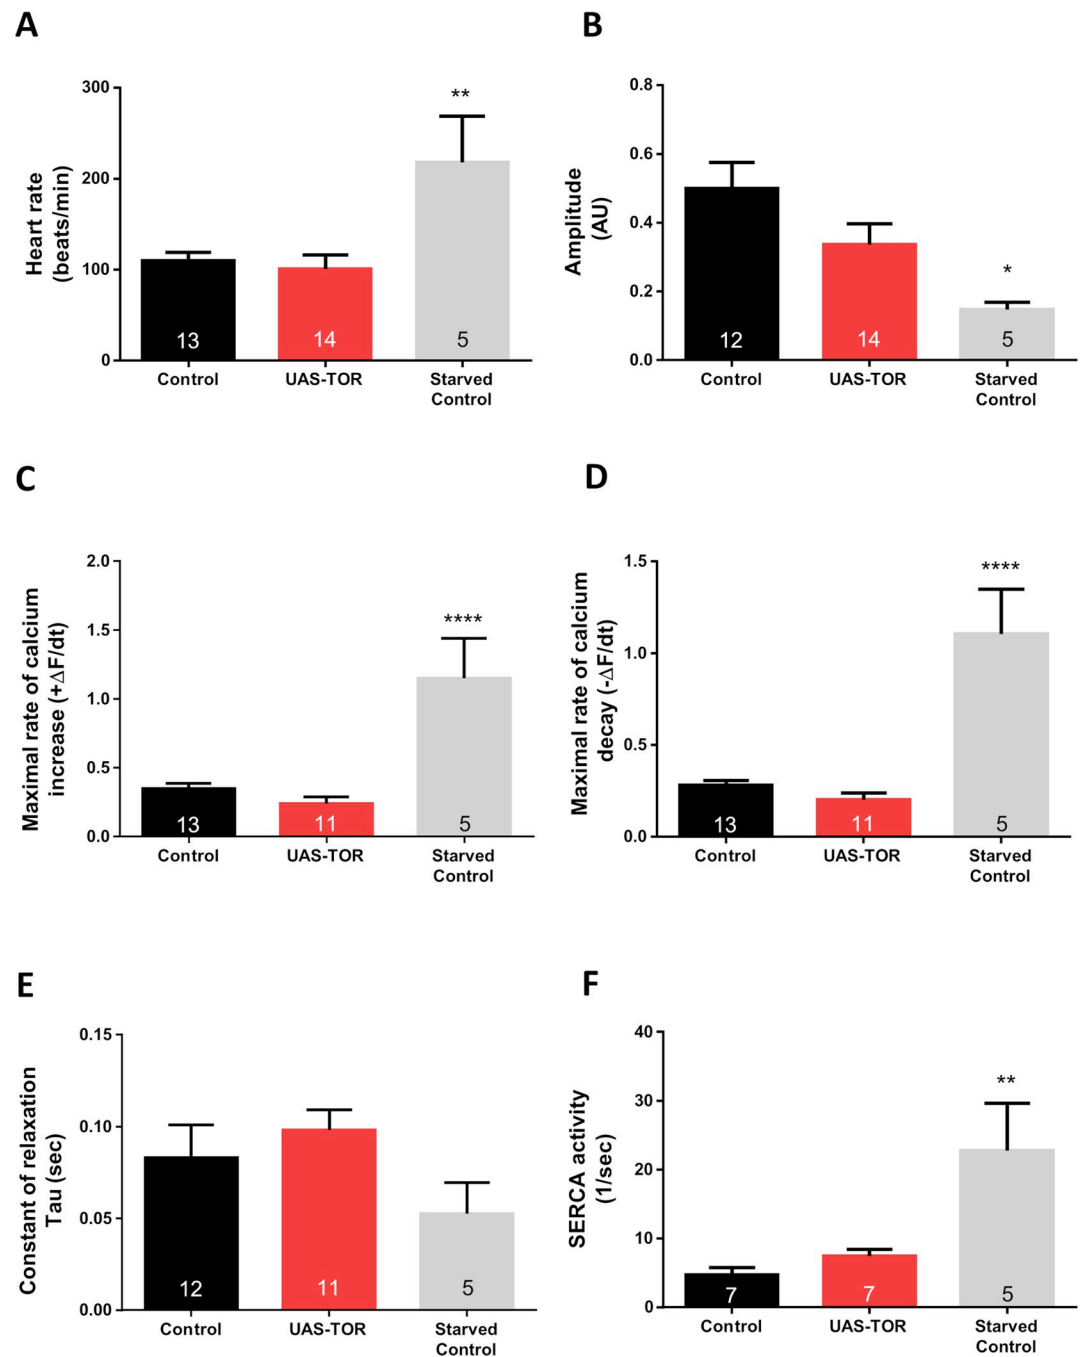 A
Heart rate
(beats/min)
300
200
100
0
**
13
14
5
Control
UAS-TOR
Starved
Control
B
Amplitude
(AU)
0.8
0.6
0.4
0.2
0.0
*
12
14
5
Control
UAS-TOR
Starved
Control
C
Maximal rate of calcium
increase (+ΔF/dt)
2.0
1.5
1.0
0.5
0.0
****
13
11
5
Control
UAS-TOR
Starved
Control
D
Maximal rate of calcium
decay (-ΔF/dt)
1.5
1.0
0.5
0.0
****
13
11
5
Control
UAS-TOR
Starved
Control
E
Constant of relaxation
Tau (sec)
0.15
0.10
0.05
0.00
12
11
5
Control
UAS-TOR
Starved
Control
F
SERCA activity
(1/sec)
40
30
20
10
0
**
7
7
5
Control
UAS-TOR
Starved
Control